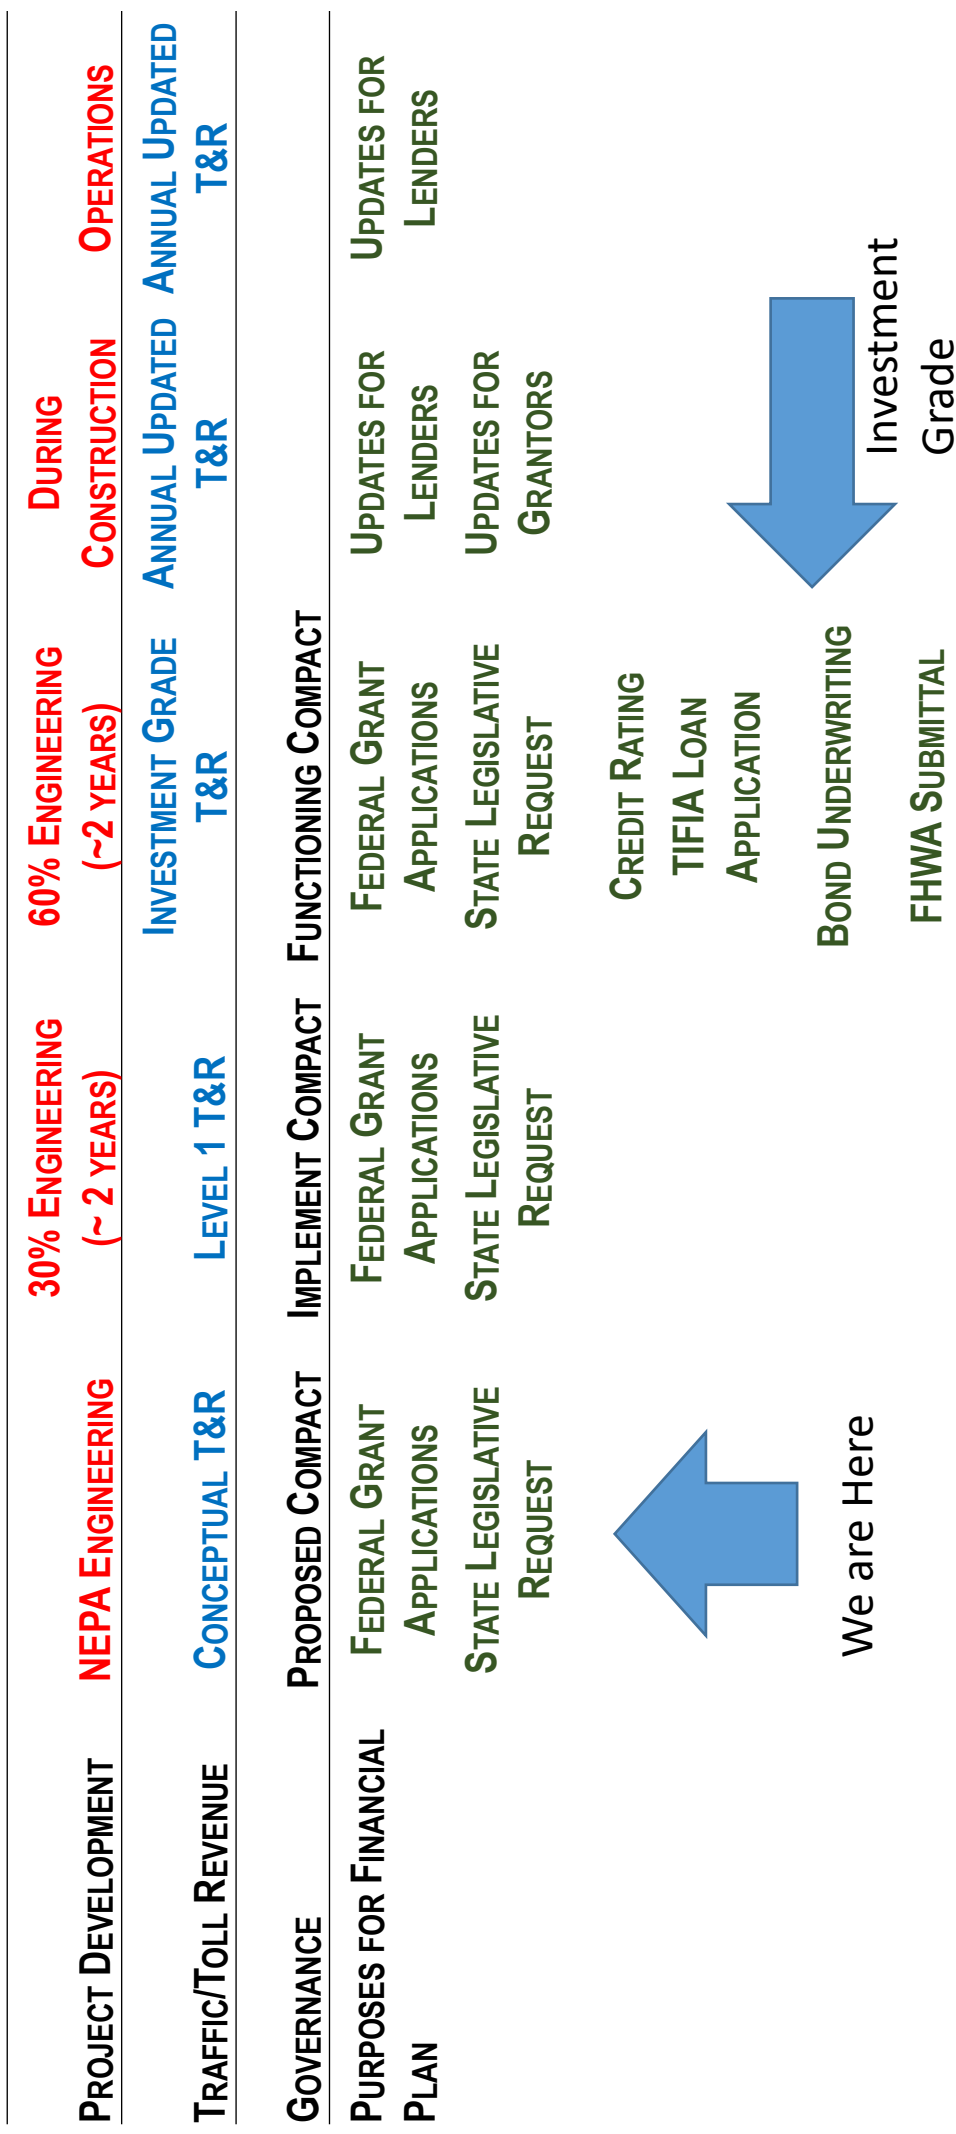 PROJECT DEVELOPMENT
NEPA ENGINEERING
30% ENGINEERING
(~ 2 YEARS)
60% ENGINEERING
(~2 YEARS)
DURING
CONSTRUCTION
OPERATIONS
TRAFFIC/TOLL REVENUE
CONCEPTUAL T&R
LEVEL 1 T&R
INVESTMENT GRADE
T&R
ANNUAL UPDATED
T&R
ANNUAL UPDATED
T&R
GOVERNANCE
PROPOSED COMPACT
IMPLEMENT COMPACT
FUNCTIONING COMPACT
PURPOSES FOR FINANCIAL
PLAN
FEDERAL GRANT
APPLICATIONS
STATE LEGISLATIVE
REQUEST
FEDERAL GRANT
APPLICATIONS
STATE LEGISLATIVE
REQUEST
FEDERAL GRANT
APPLICATIONS
STATE LEGISLATIVE
REQUEST
CREDIT RATING
TIFIA LOAN
APPLICATION
BOND UNDERWRITING
FHWA SUBMITTAL
UPDATES FOR
LENDERS
UPDATES FOR
GRANTORS
UPDATES FOR
LENDERS
We are Here
Investment
Grade